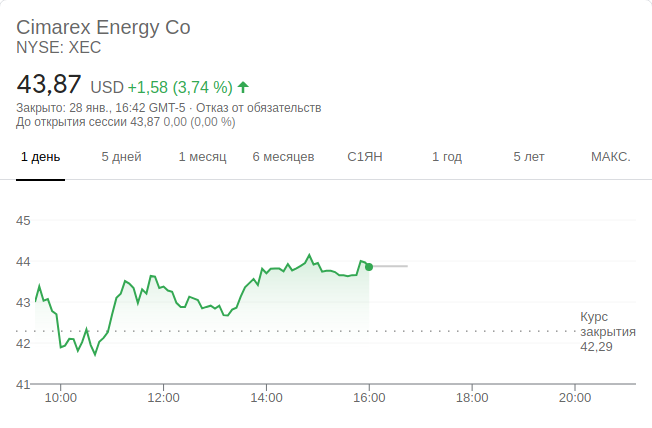 Cimarex Energy Co
NYSE: XEC
43,87 USD +1,58 (3,74 %)
Закрыто: 28 янв., 16:42 GMT-5 · Отказ от обязательств
До открытия сессии 43,87 0,00 (0,00 %)
1 день 5 дней 1 месяц 6 месяцев С1ЯН 1 год 5 лет МАКС.
45
44
43
Курс
закрытия
42,29
42
41
10:00 12:00 14:00 16:00 18:00 20:00